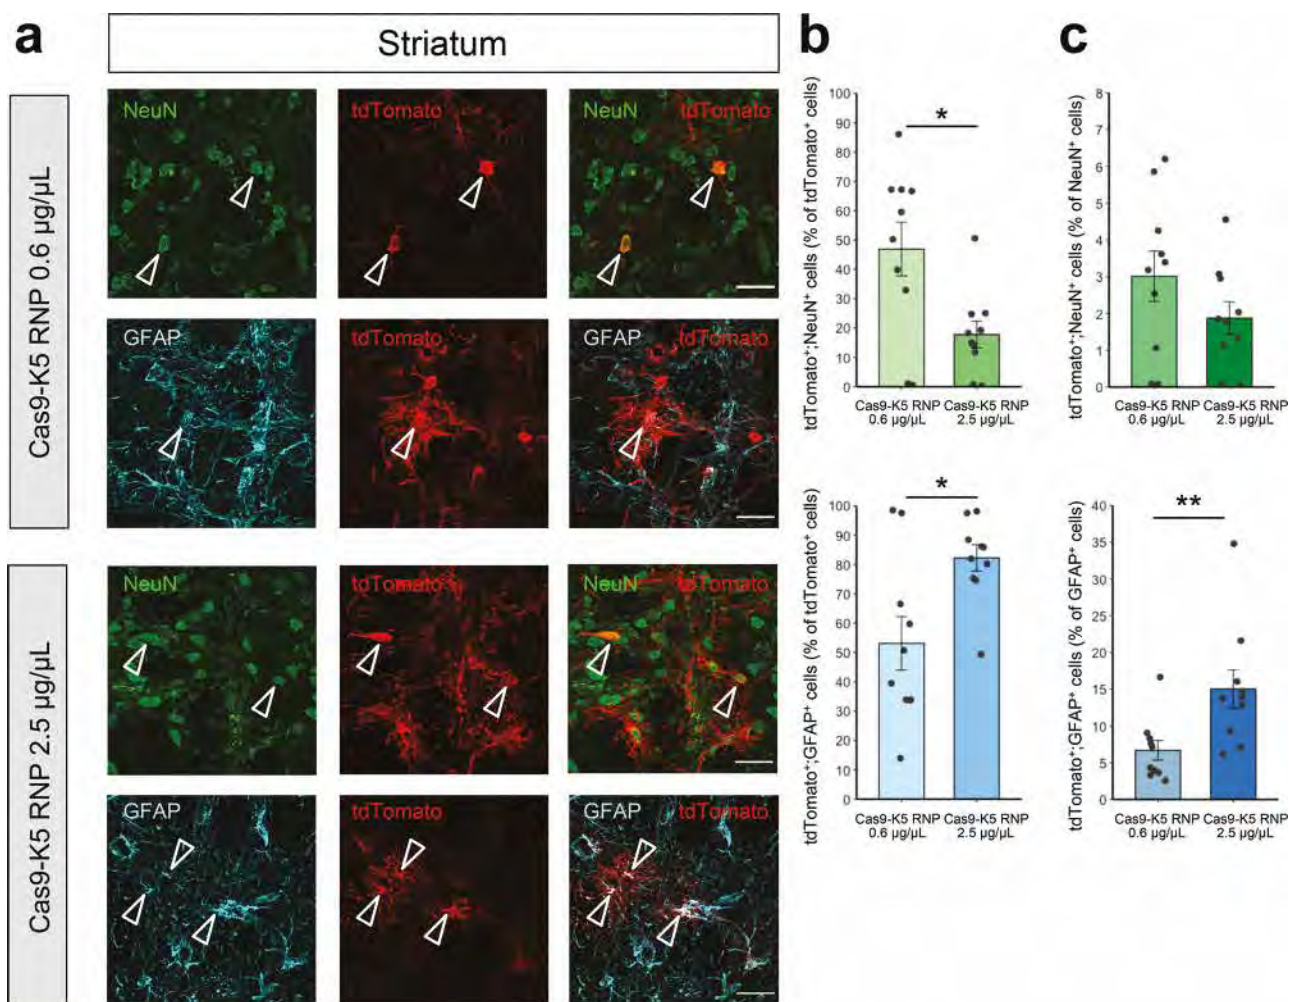 a
Striatum
Cas9-K5 RNP 0.6 µg/µL
NeuN
tdTomato
NeuN tdTomato
GFAP
tdTomato
GFAP tdTomato
Cas9-K5 RNP 2.5 µg/µL
NeuN
tdTomato
NeuN tdTomato
GFAP
tdTomato
GFAP tdTomato
b
tdTomato⁺;NeuN⁺ cells (% of tdTomato⁺ cells)
100
90
80
70
60
50
40
30
20
10
0
*
Cas9-K5 RNP
0.6 µg/µL
Cas9-K5 RNP
2.5 µg/µL
tdTomato⁺;GFAP⁺ cells (% of tdTomato⁺ cells)
100
90
80
70
60
50
40
30
20
10
0
*
Cas9-K5 RNP
0.6 µg/µL
Cas9-K5 RNP
2.5 µg/µL
c
tdTomato⁺;NeuN⁺ cells (% of NeuN⁺ cells)
8
7
6
5
4
3
2
1
0
Cas9-K5 RNP
0.6 µg/µL
Cas9-K5 RNP
2.5 µg/µL
tdTomato⁺;GFAP⁺ cells (% of GFAP⁺ cells)
40
35
30
25
20
15
10
5
0
**
Cas9-K5 RNP
0.6 µg/µL
Cas9-K5 RNP
2.5 µg/µL